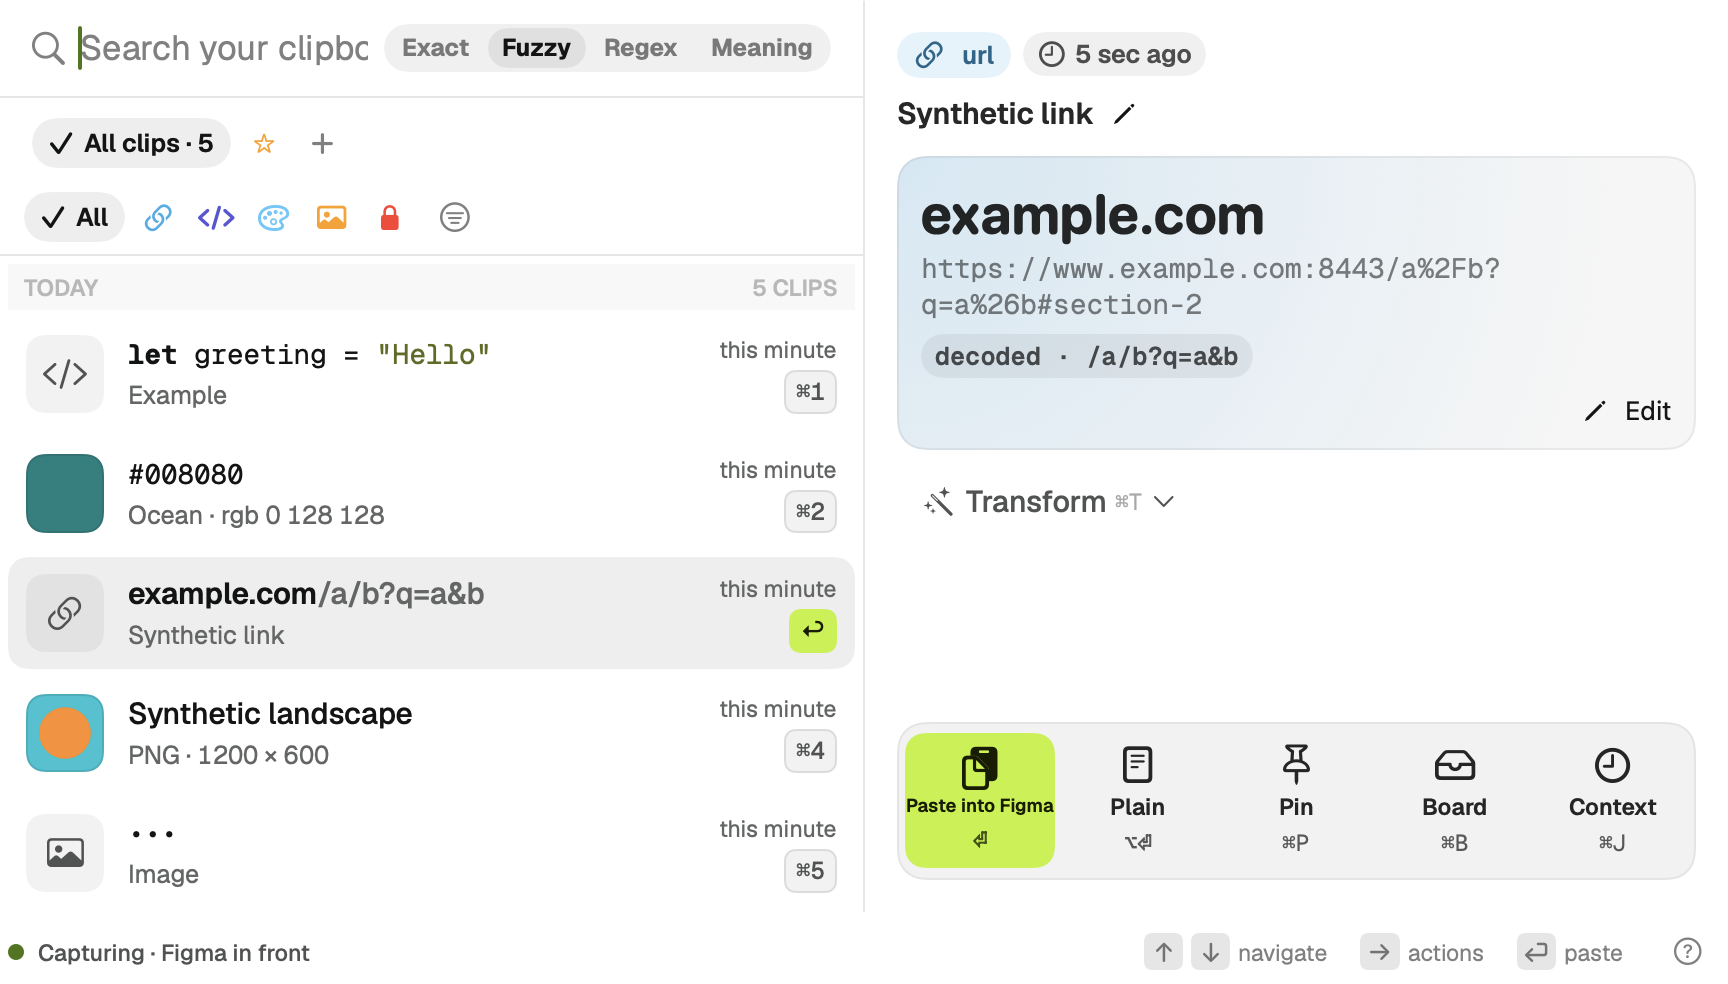 Search your clipbo
Exact Fuzzy Regex Meaning
All clips · 5
All
TODAY 5 CLIPS
let greeting = "Hello" this minute
Example ⌘1
#008080 this minute
Ocean · rgb 0 128 128 ⌘2
example.com/a/b?q=a&b this minute
Synthetic link
Synthetic landscape this minute
PNG · 1200 × 600 ⌘4
... this minute
Image ⌘5
Capturing · Figma in front
url 5 sec ago
Synthetic link
example.com
https://www.example.com:8443/a%2Fb?
q=a%26b#section-2
decoded · /a/b?q=a&b
Edit
Transform ⌘T
Paste into Figma Plain Pin Board Context
⏎ ⌥⏎ ⌘P ⌘B ⌘J
↑ ↓ navigate → actions ↩ paste ?